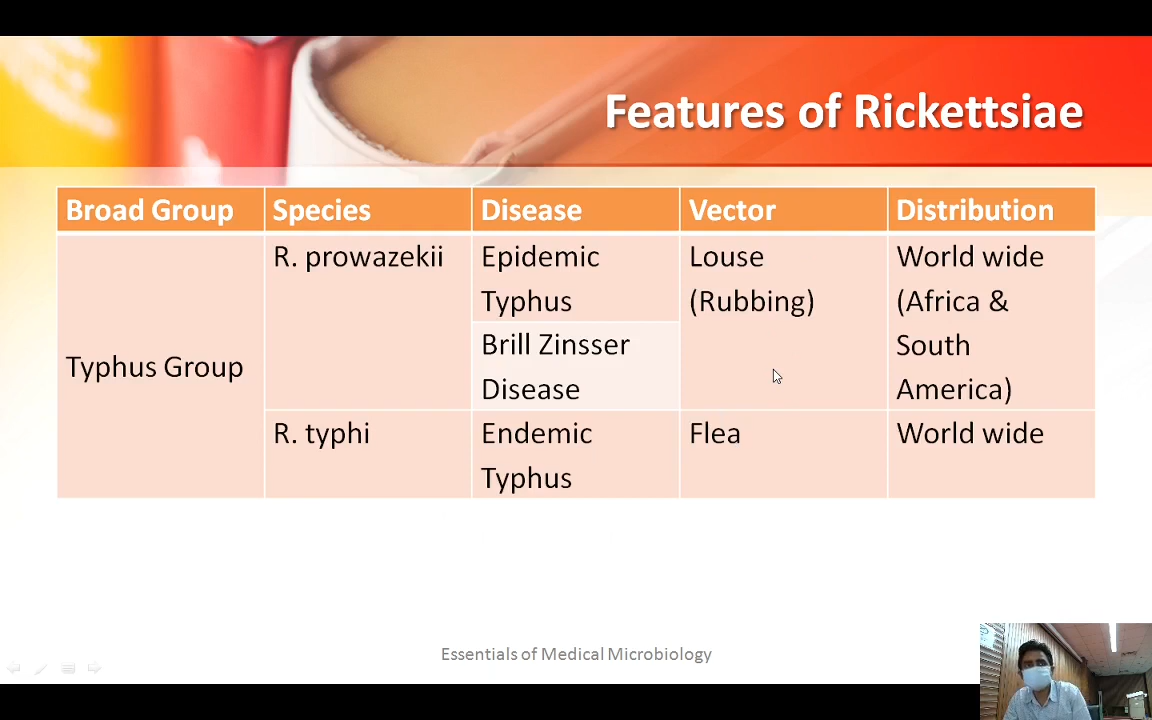 Features of Rickettsiae
Broad Group Species Disease Vector Distribution
Typhus Group
R. prowazekii
Epidemic
Typhus
Brill Zinsser
Disease
Louse
(Rubbing)
World wide
(Africa &
South
America)
R. typhi
Endemic
Typhus
Flea
World wide
Essentials of Medical Microbiology